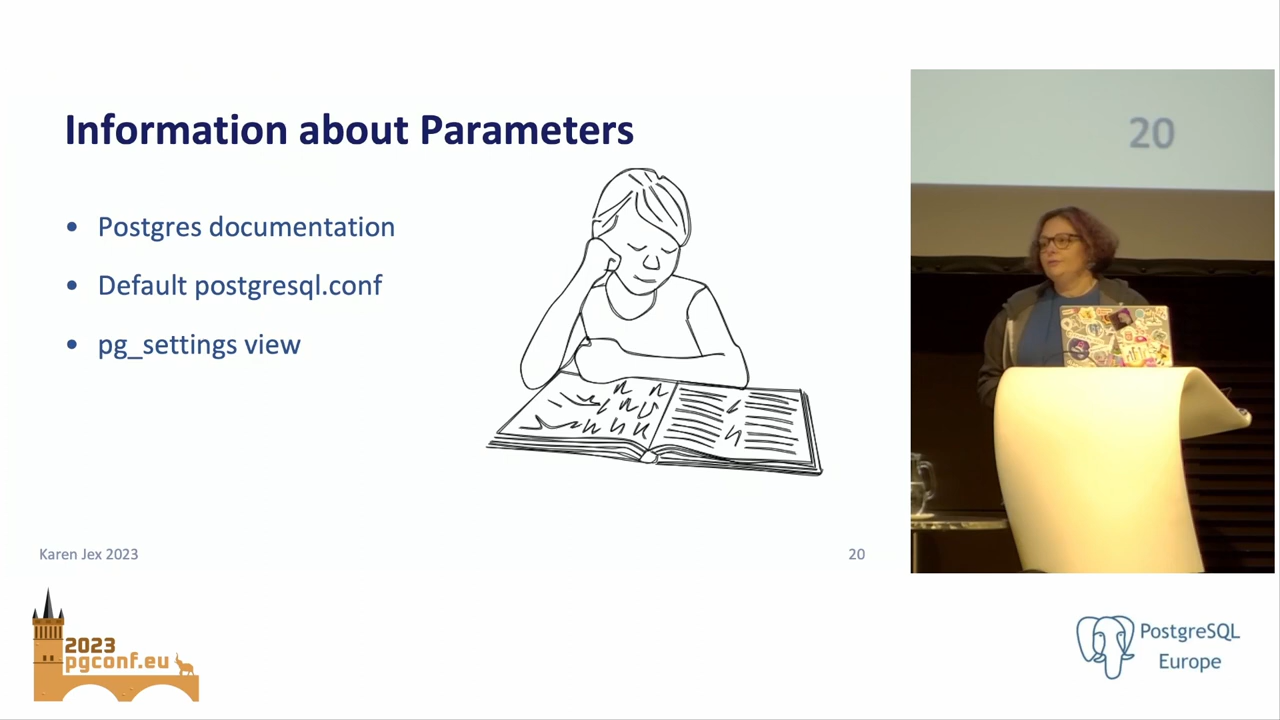 Information about Parameters
• Postgres documentation
• Default postgresql.conf
• pg_settings view
Karen Jex 2023
20
20
2023
pgconf.eu
PostgreSQL
Europe